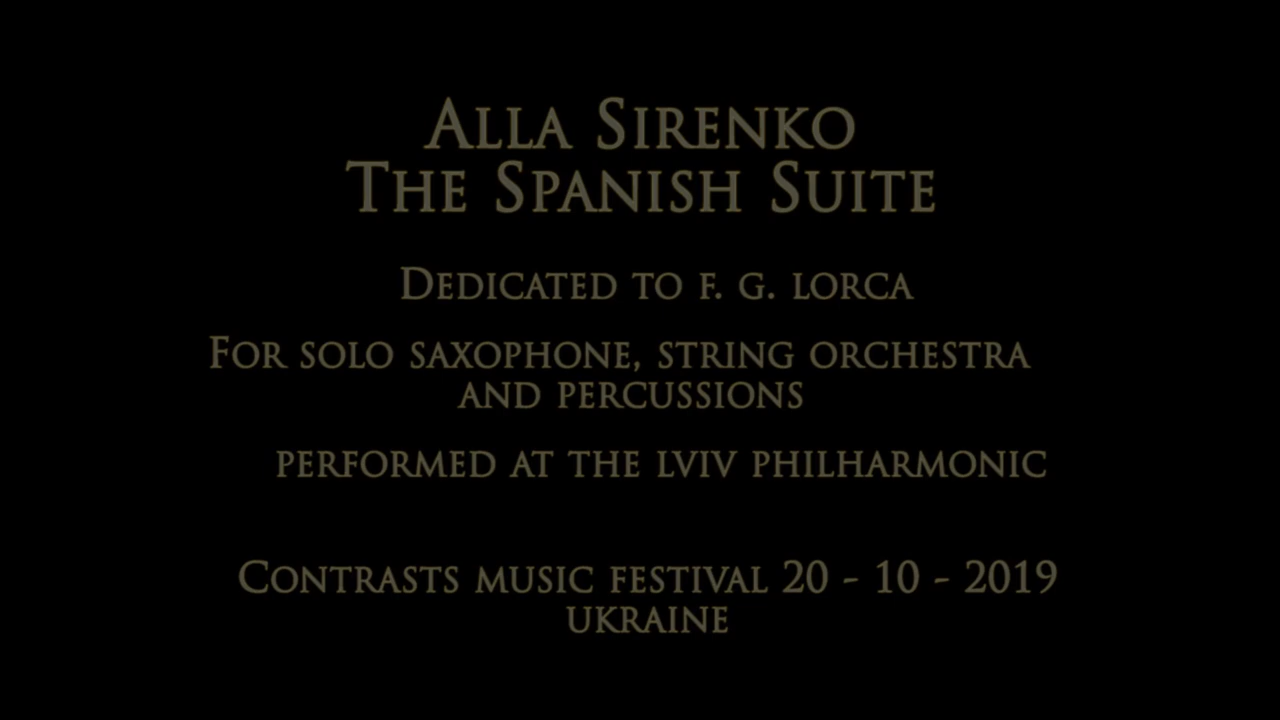 Alla Sirenko
The Spanish Suite
Dedicated to F. G. Lorca
For solo saxophone, string orchestra
and percussions
performed at the Lviv Philharmonic
Contrasts music festival 20 - 10 - 2019
Ukraine